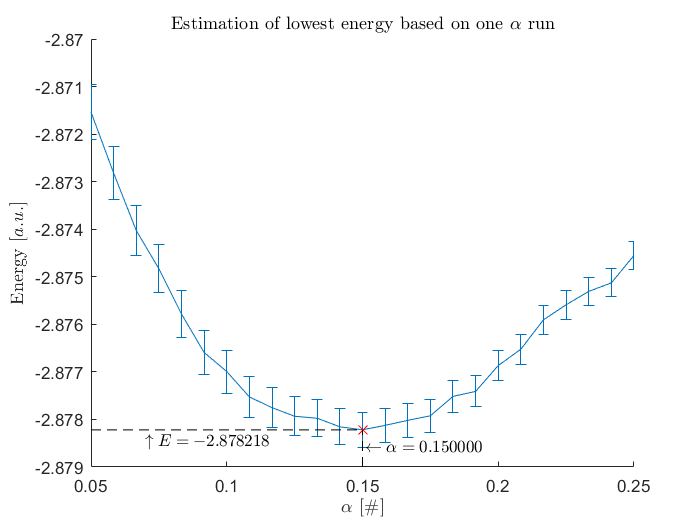 Estimation of lowest energy based on one α run
-2.87
-2.871
-2.872
-2.873
-2.874
-2.875
-2.876
-2.877
-2.878
-2.879
Energy [a.u.]
↑ E = −2.878218
← α = 0.150000
0.05 0.1 0.15 0.2 0.25
α [#]